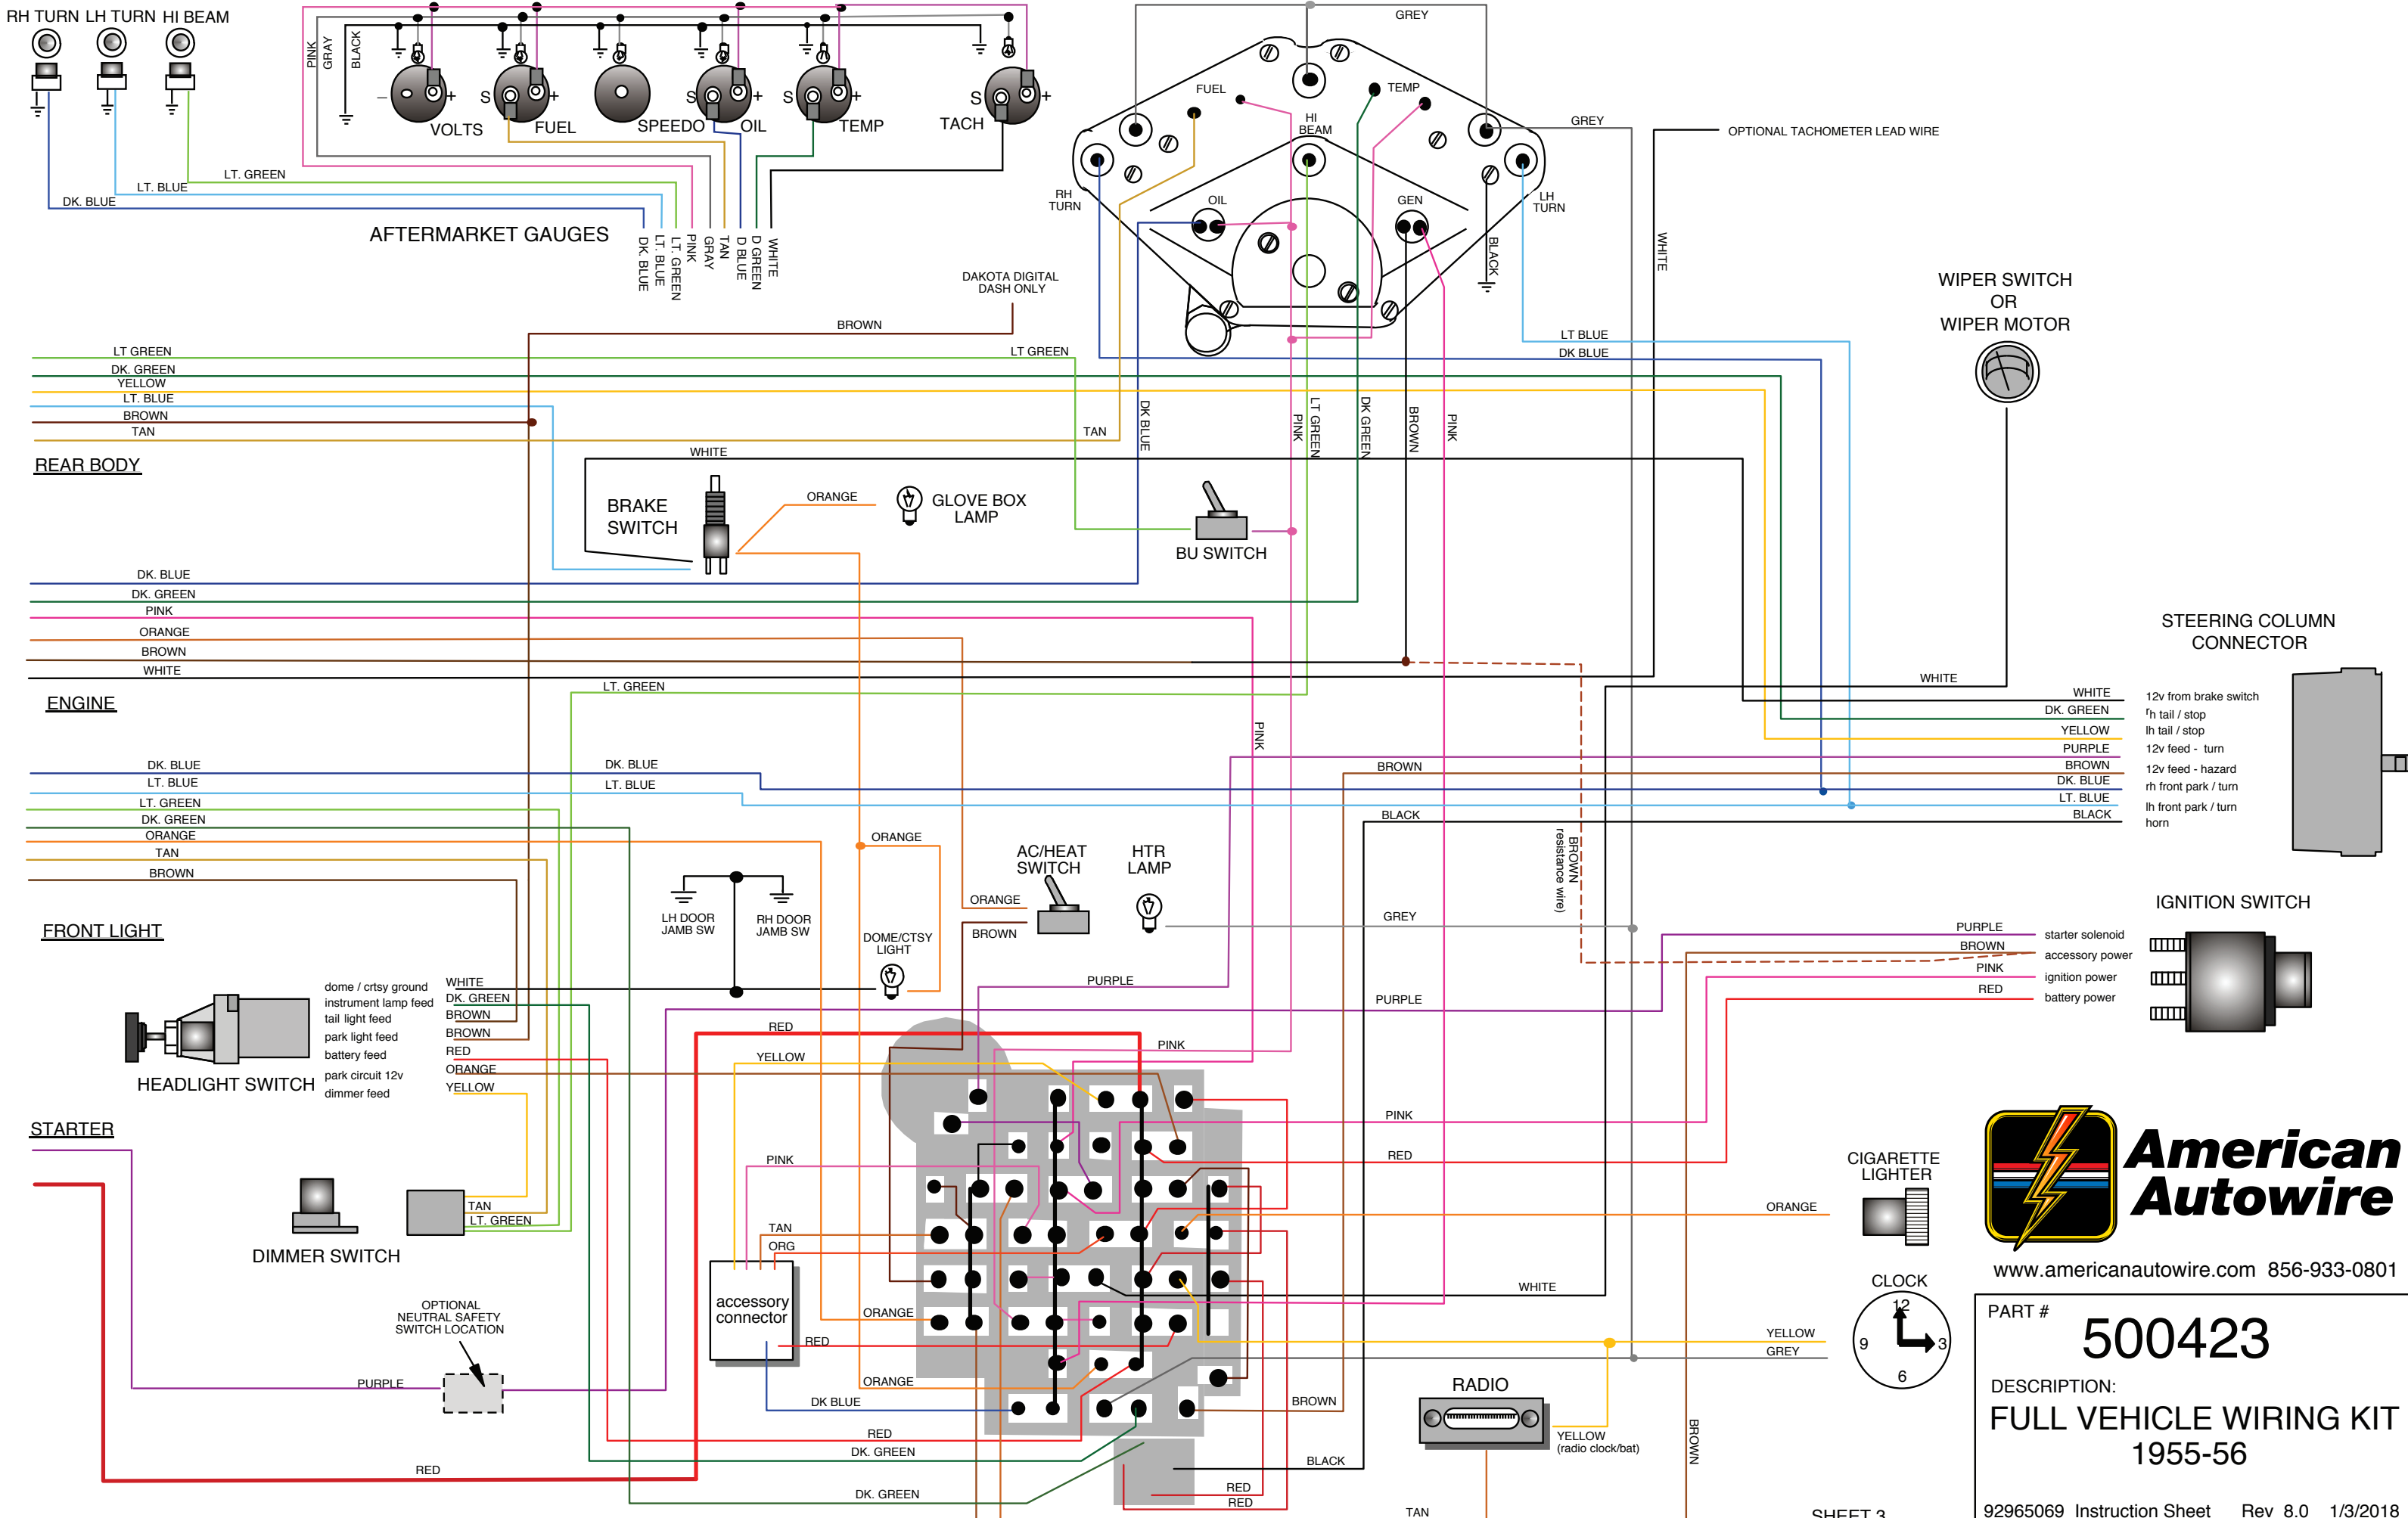 RH TURN LH TURN HI BEAM
PINK
GRAY
BLACK
VOLTS
FUEL
SPEEDO
OIL
TEMP
TACH
−
+
S
+
S
+
S
+
S
+
LT. GREEN
LT. BLUE
DK. BLUE
AFTERMARKET GAUGES
DK. BLUE
LT. BLUE
LT. GREEN
PINK
GRAY
TAN
D BLUE
D GREEN
WHITE
GREY
FUEL
TEMP
HI
BEAM
GREY
OPTIONAL TACHOMETER LEAD WIRE
RH
TURN
OIL
GEN
LH
TURN
BLACK
WHITE
DAKOTA DIGITAL
DASH ONLY
BROWN
WIPER SWITCH
OR
WIPER MOTOR
LT BLUE
DK BLUE
LT GREEN
LT GREEN
DK. GREEN
YELLOW
LT. BLUE
BROWN
TAN
TAN
REAR BODY
DK BLUE
PINK
LT GREEN
DK GREEN
BROWN
PINK
WHITE
BRAKE
SWITCH
ORANGE
GLOVE BOX
LAMP
BU SWITCH
DK. BLUE
DK. GREEN
PINK
ORANGE
BROWN
WHITE
ENGINE
LT. GREEN
PINK
STEERING COLUMN
CONNECTOR
WHITE
WHITE 12v from brake switch
DK. GREEN rh tail / stop
YELLOW lh tail / stop
PURPLE 12v feed - turn
BROWN 12v feed - hazard
DK. BLUE rh front park / turn
LT. BLUE lh front park / turn
BLACK horn
BROWN
BLACK
DK. BLUE
DK. BLUE
LT. BLUE
LT. BLUE
LT. GREEN
DK. GREEN
ORANGE
TAN
BROWN
FRONT LIGHT
ORANGE
AC/HEAT
SWITCH
HTR
LAMP
ORANGE
BROWN
GREY
BROWN
resistance wire)
LH DOOR
JAMB SW
RH DOOR
JAMB SW
DOME/CTSY
LIGHT
IGNITION SWITCH
PURPLE starter solenoid
BROWN accessory power
PINK ignition power
RED battery power
PURPLE
PURPLE
dome / crtsy ground WHITE
instrument lamp feed DK. GREEN
tail light feed BROWN
park light feed BROWN
battery feed RED
park circuit 12v ORANGE
dimmer feed YELLOW
HEADLIGHT SWITCH
RED
YELLOW
PINK
PINK
RED
STARTER
PINK
TAN
ORG
TAN
LT. GREEN
DIMMER SWITCH
accessory
connector
ORANGE
RED
OPTIONAL
NEUTRAL SAFETY
SWITCH LOCATION
PURPLE
ORANGE
DK BLUE
RED
DK. GREEN
RED
DK. GREEN
WHITE
BROWN
BLACK
RED
RED
CIGARETTE
LIGHTER
ORANGE
CLOCK
12
9
3
6
YELLOW
GREY
RADIO
YELLOW
(radio clock/bat)
BROWN
TAN
SHEET 3
American
Autowire
www.americanautowire.com 856-933-0801
PART #
500423
DESCRIPTION:
FULL VEHICLE WIRING KIT
1955-56
92965069 Instruction Sheet Rev 8.0 1/3/2018